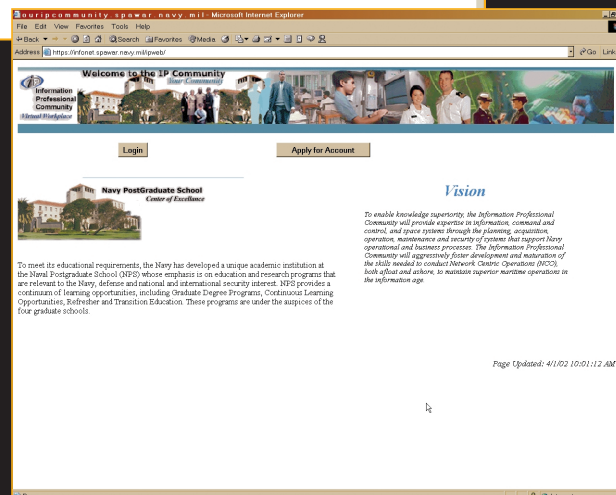 ouripcommunity.spawar.navy.mil - Microsoft Internet Explorer
File Edit View Favorites Tools Help
Back Search Favorites Media
Address https://infonet.spawar.navy.mil/ipweb/ Go Link
Welcome to the IP Community
Your Community
Information
Professional
Community
Virtual Workplace
Login Apply for Account
Navy PostGraduate School
Center of Excellence
To meet its educational requirements, the Navy has developed a unique academic institution at
the Naval Postgraduate School (NPS) whose emphasis is on education and research programs that
are relevant to the Navy, defense and national and international security interest. NPS provides a
continuum of learning opportunities, including Graduate Degree Programs, Continuous Learning
Opportunities, Refresher and Transition Education. These programs are under the auspices of the
four graduate schools.
Vision
To enable knowledge superiority, the Information Professional
Community will provide expertise in information, command and
control, and space systems through the planning, acquisition,
operation, maintenance and security of systems that support Navy
operational and business processes. The Information Professional
Community will aggressively foster development and maturation of
the skills needed to conduct Network Centric Operations (NCO),
both afloat and ashore, to maintain superior maritime operations in
the information age.
Page Updated: 4/1/02 10:01:12 AM